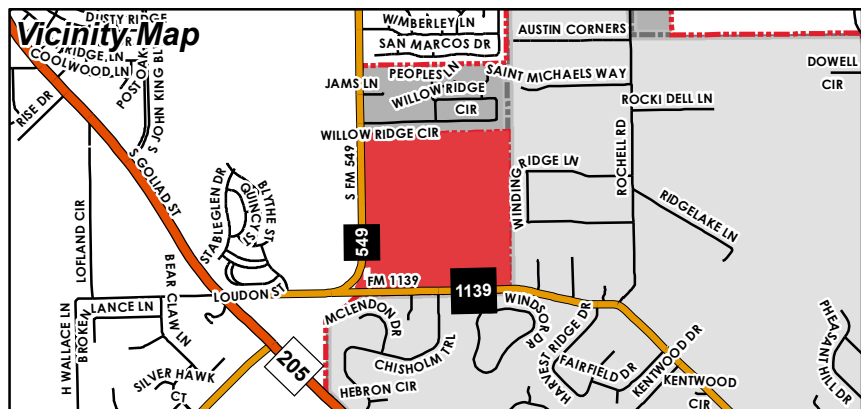 Vicinity Map
DUSTY RIDGE
DR
RIDGE LN
COOLWOOD LN
POST OAK
S JOHN KING BL
RISE DR
S GOLIAD ST
WIMBERLEY LN
SAN MARCOS DR
PEOPLES LN
JAMS LN
WILLOW RIDGE
CIR
WILLOW RIDGE CIR
AUSTIN CORNERS
SAINT MICHAELS WAY
DOWELL
CIR
ROCKI DELL LN
ROCHELL RD
WINDING RIDGE LN
RIDGELAKE LN
S FM 549
549
BLYTHE ST
QUINCY ST
STABLEGLEN DR
LOFLAND CIR
BEAR CLAW LN
LOUDON ST
FM 1139
1139
H WALLACE LN
BROKEN
LANCE LN
SILVER HAWK
CT
205
MCLENDON DR
CHISHOLM TRL
HEBRON CIR
WINDSOR DR
HARVEST RIDGE DR
FAIRFIELD DR
KENTWOOD DR
KENTWOOD
CIR
PHEASANT HILL DR